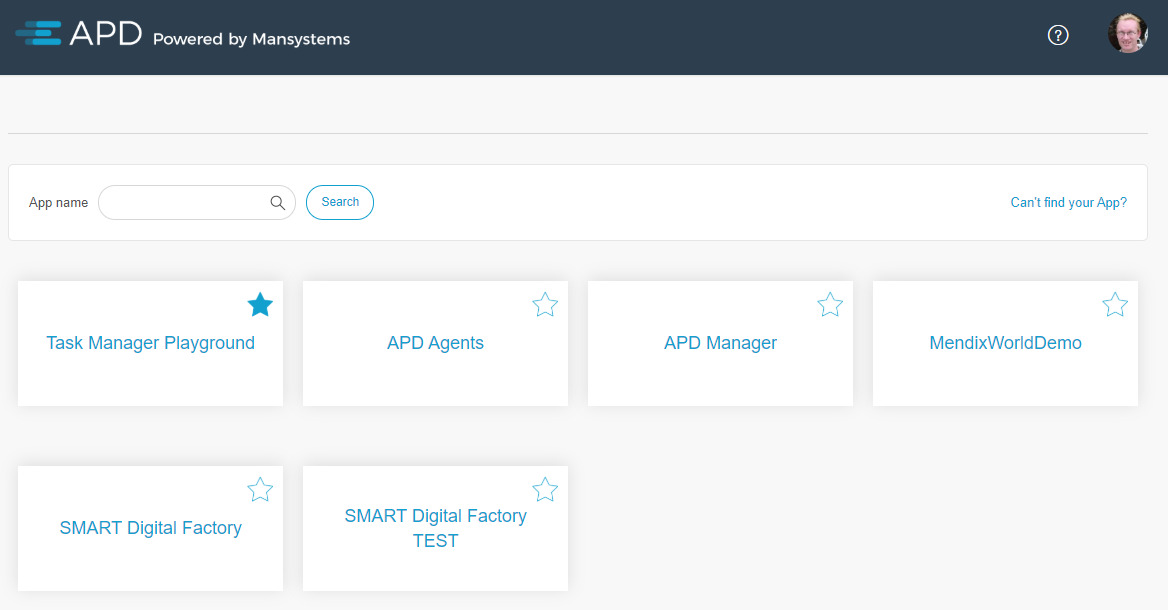 APD Powered by Mansystems
?
App name
Search
Can't find your App?
Task Manager Playground
APD Agents
APD Manager
MendixWorldDemo
SMART Digital Factory
SMART Digital Factory
TEST